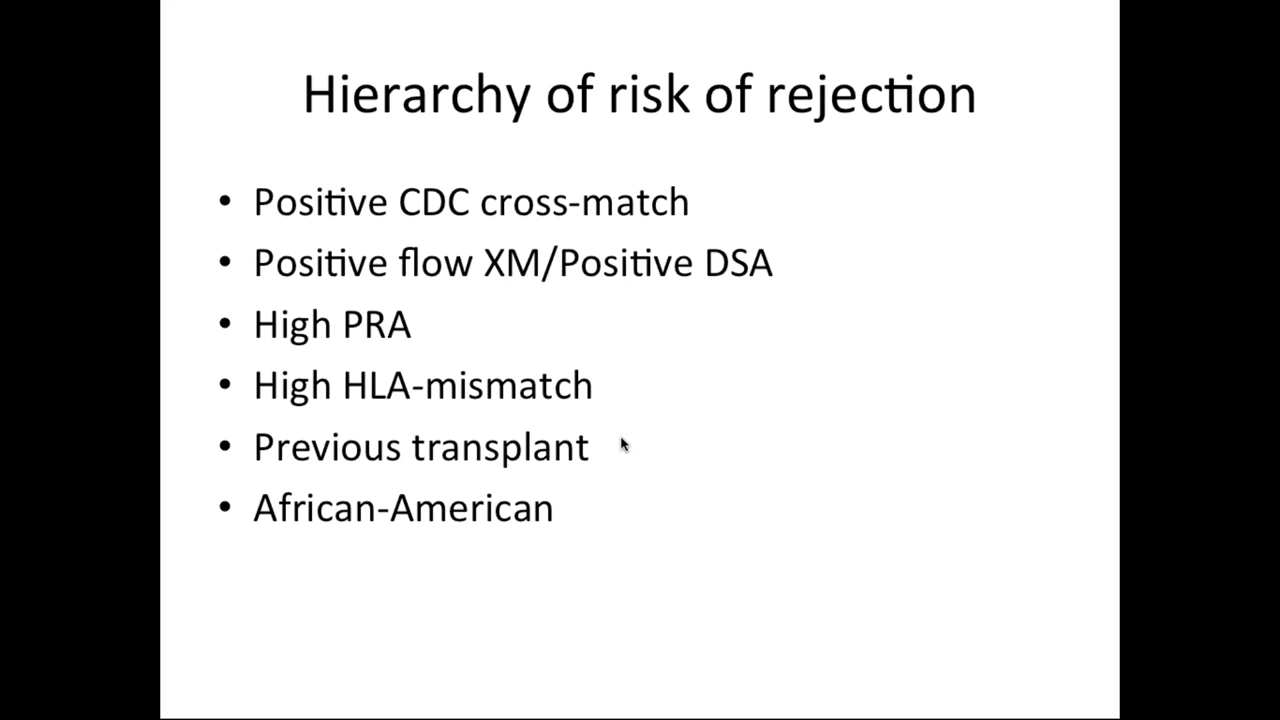 Hierarchy of risk of rejection
• Positive CDC cross-match
• Positive flow XM/Positive DSA
• High PRA
• High HLA-mismatch
• Previous transplant
• African-American